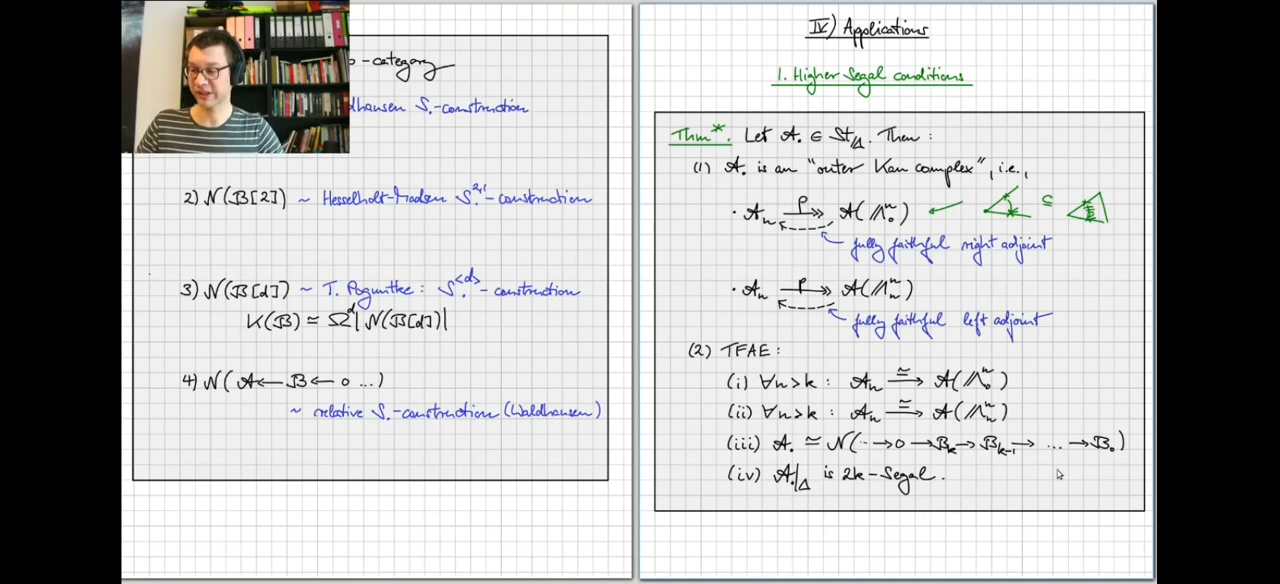 -category
dhausen S.-construction
2) N(B[2]) ~ Hesselholt-Madsen S.^{2,1}-construction
3) N(B[d]) ~ T. Poguntke: S.^{<d>}-construction
K(B) ≃ Ω^d|N(B[d])|
4) N(A ← B ← 0 ...)
~ relative S.-construction (Waldhausen)
IV) Applications
1. Higher Segal conditions
Thm*. Let A. ∈ St_Δ. Then:
(1) A. is an "outer Kan complex", i.e.,
· A_n —ρ↠ A(Λ^n_0) ← ⊆
fully faithful right adjoint
· A_n —ρ↠ A(Λ^n_n)
fully faithful left adjoint
(2) TFAE:
(i) ∀n>k: A_n ≃→ A(Λ^n_0)
(ii) ∀n>k: A_n ≃→ A(Λ^n_n)
(iii) A. ≃ N(··→0→B_k→B_{k-1}→ ... →B_0)
(iv) A.|_Δ is 2k-Segal.